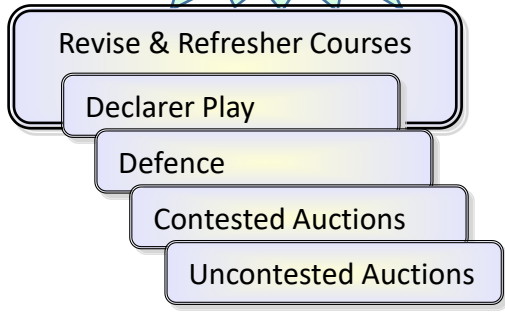 Revise & Refresher Courses
Declarer Play
Defence
Contested Auctions
Uncontested Auctions